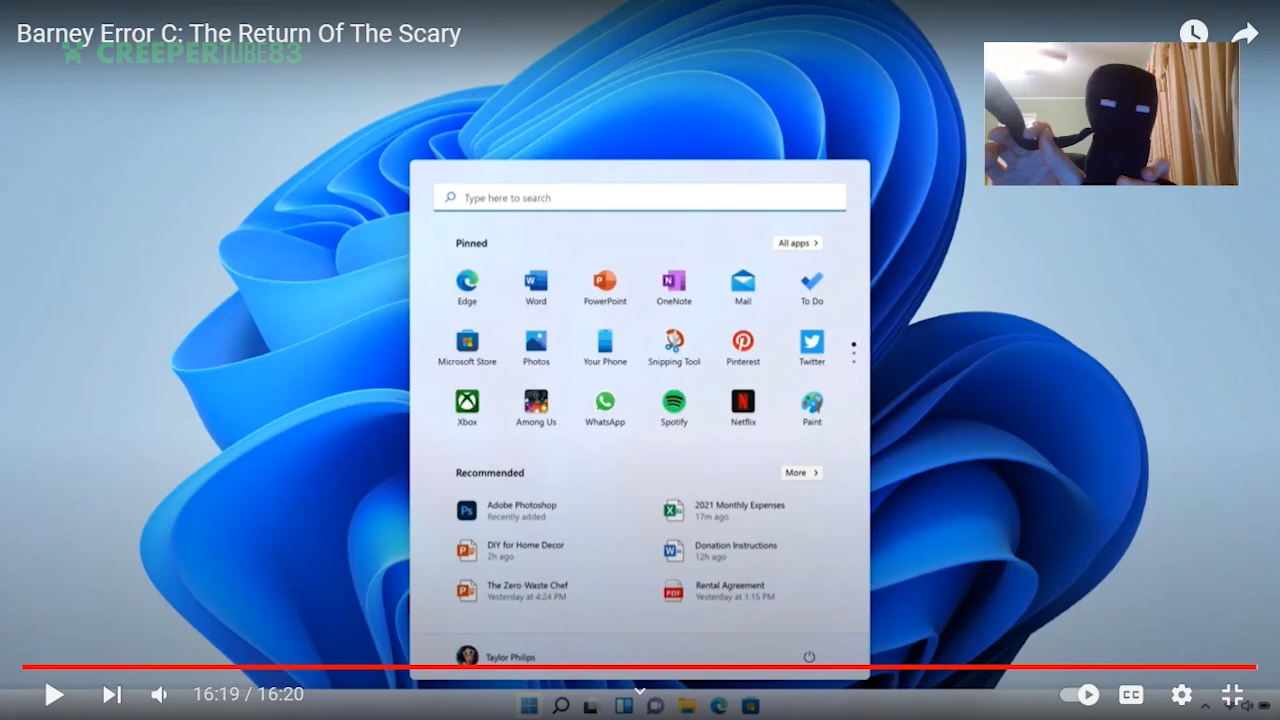 Barney Error C: The Return Of The Scary
CREEPERTUBE83
Type here to search
Pinned
All apps
Edge
Word
PowerPoint
OneNote
Mail
To Do
Microsoft Store
Photos
Your Phone
Snipping Tool
Pinterest
Twitter
Xbox
Among Us
WhatsApp
Spotify
Netflix
Paint
Recommended
More
Ps
Adobe Photoshop
Recently added
2021 Monthly Expenses
17m ago
DIY for Home Decor
2h ago
Donation Instructions
12h ago
The Zero-Waste Chef
Yesterday at 4:24 PM
PDF
Rental Agreement
Yesterday at 1:15 PM
Taylor Philips
16:19 / 16:20
CC